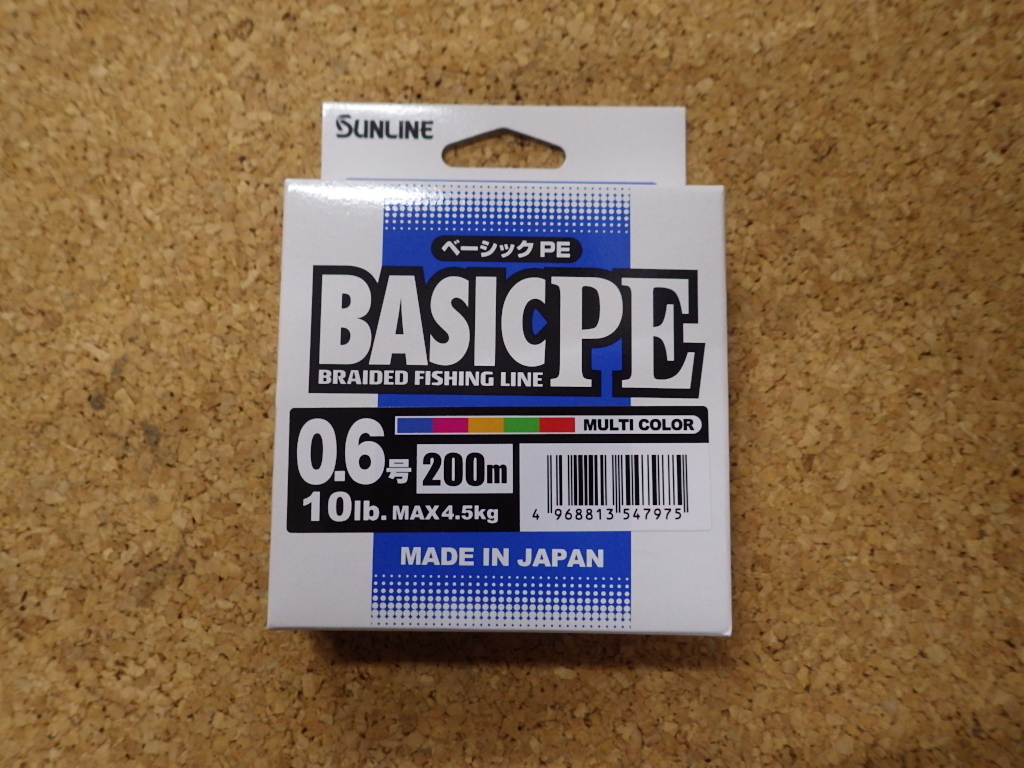 SUNLINE
ベーシックPE
BASIC PE
BRAIDED FISHING LINE
MULTI COLOR
0.6号 200m
10lb. MAX4.5kg
4 968813 547975
MADE IN JAPAN